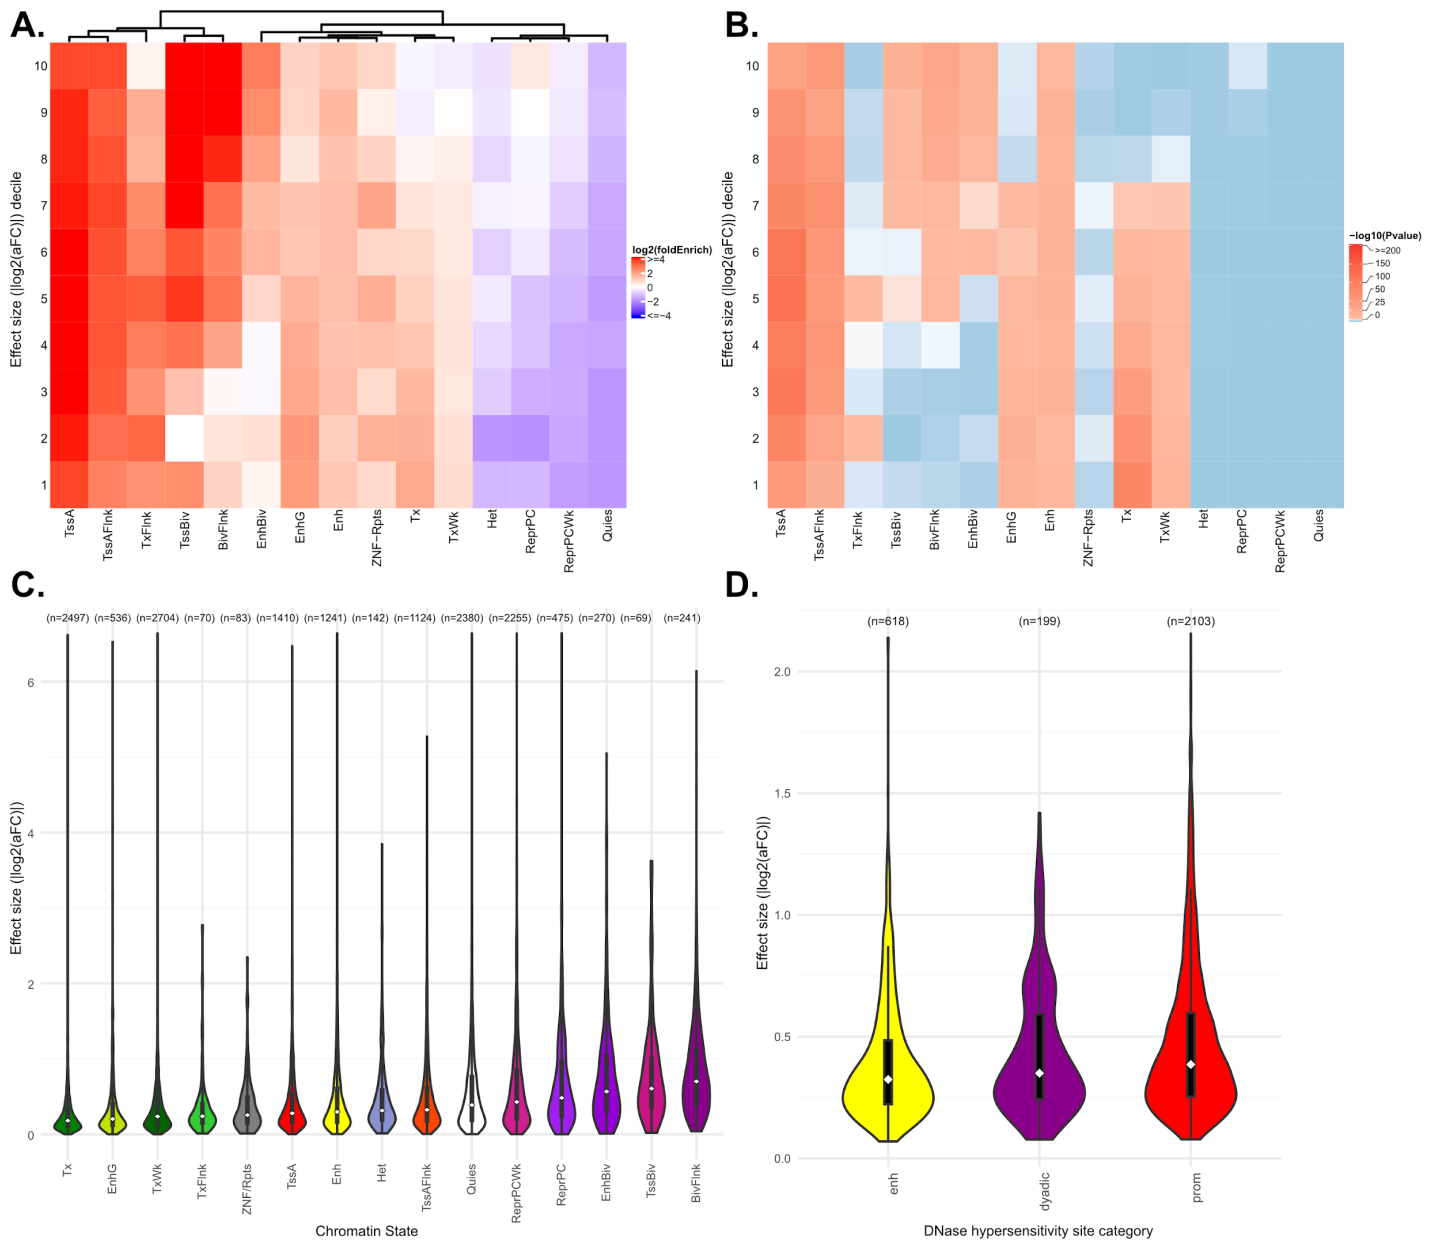 A.
B.
Effect size (|log2(aFC)|) decile
10
9
8
7
6
5
4
3
2
1
TssA
TssAFlnk
TxFlnk
TssBiv
BivFlnk
EnhBiv
EnhG
Enh
ZNF−Rpts
Tx
TxWk
Het
ReprPC
ReprPCWk
Quies
log2(foldEnrich)
>=4
2
0
−2
<=−4
Effect size (|log2(aFC)|) decile
10
9
8
7
6
5
4
3
2
1
TssA
TssAFlnk
TxFlnk
TssBiv
BivFlnk
EnhBiv
EnhG
Enh
ZNF−Rpts
Tx
TxWk
Het
ReprPC
ReprPCWk
Quies
−log10(Pvalue)
>=200
150
100
50
25
0
C.
(n=2497) (n=536) (n=2704) (n=70) (n=83) (n=1410) (n=1241) (n=142) (n=1124) (n=2380) (n=2255) (n=475) (n=270) (n=69) (n=241)
Effect size (|log2(aFC)|)
6
4
2
0
Tx
EnhG
TxWk
TxFlnk
ZNF/Rpts
TssA
Enh
Het
TssAFlnk
Quies
ReprPCWk
ReprPC
EnhBiv
TssBiv
BivFlnk
Chromatin State
D.
(n=618) (n=199) (n=2103)
Effect size (|log2(aFC)|)
2.0
1.5
1.0
0.5
0.0
enh
dyadic
prom
DNase hypersensitivity site category